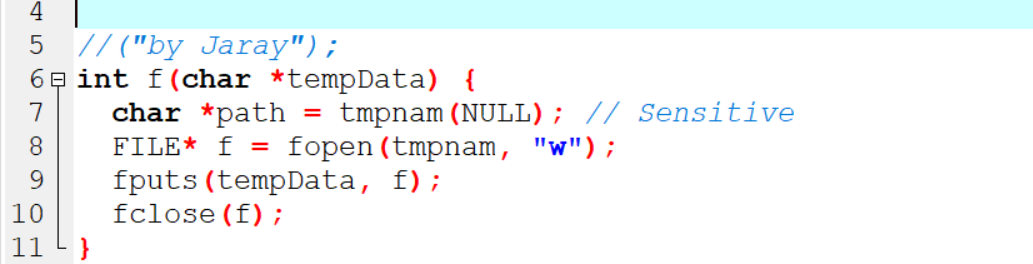 4
5 //("by Jaray");
6 int f(char *tempData) {
7 char *path = tmpnam(NULL); // Sensitive
8 FILE* f = fopen(tmpnam, "w");
9 fputs(tempData, f);
10 fclose(f);
11 }